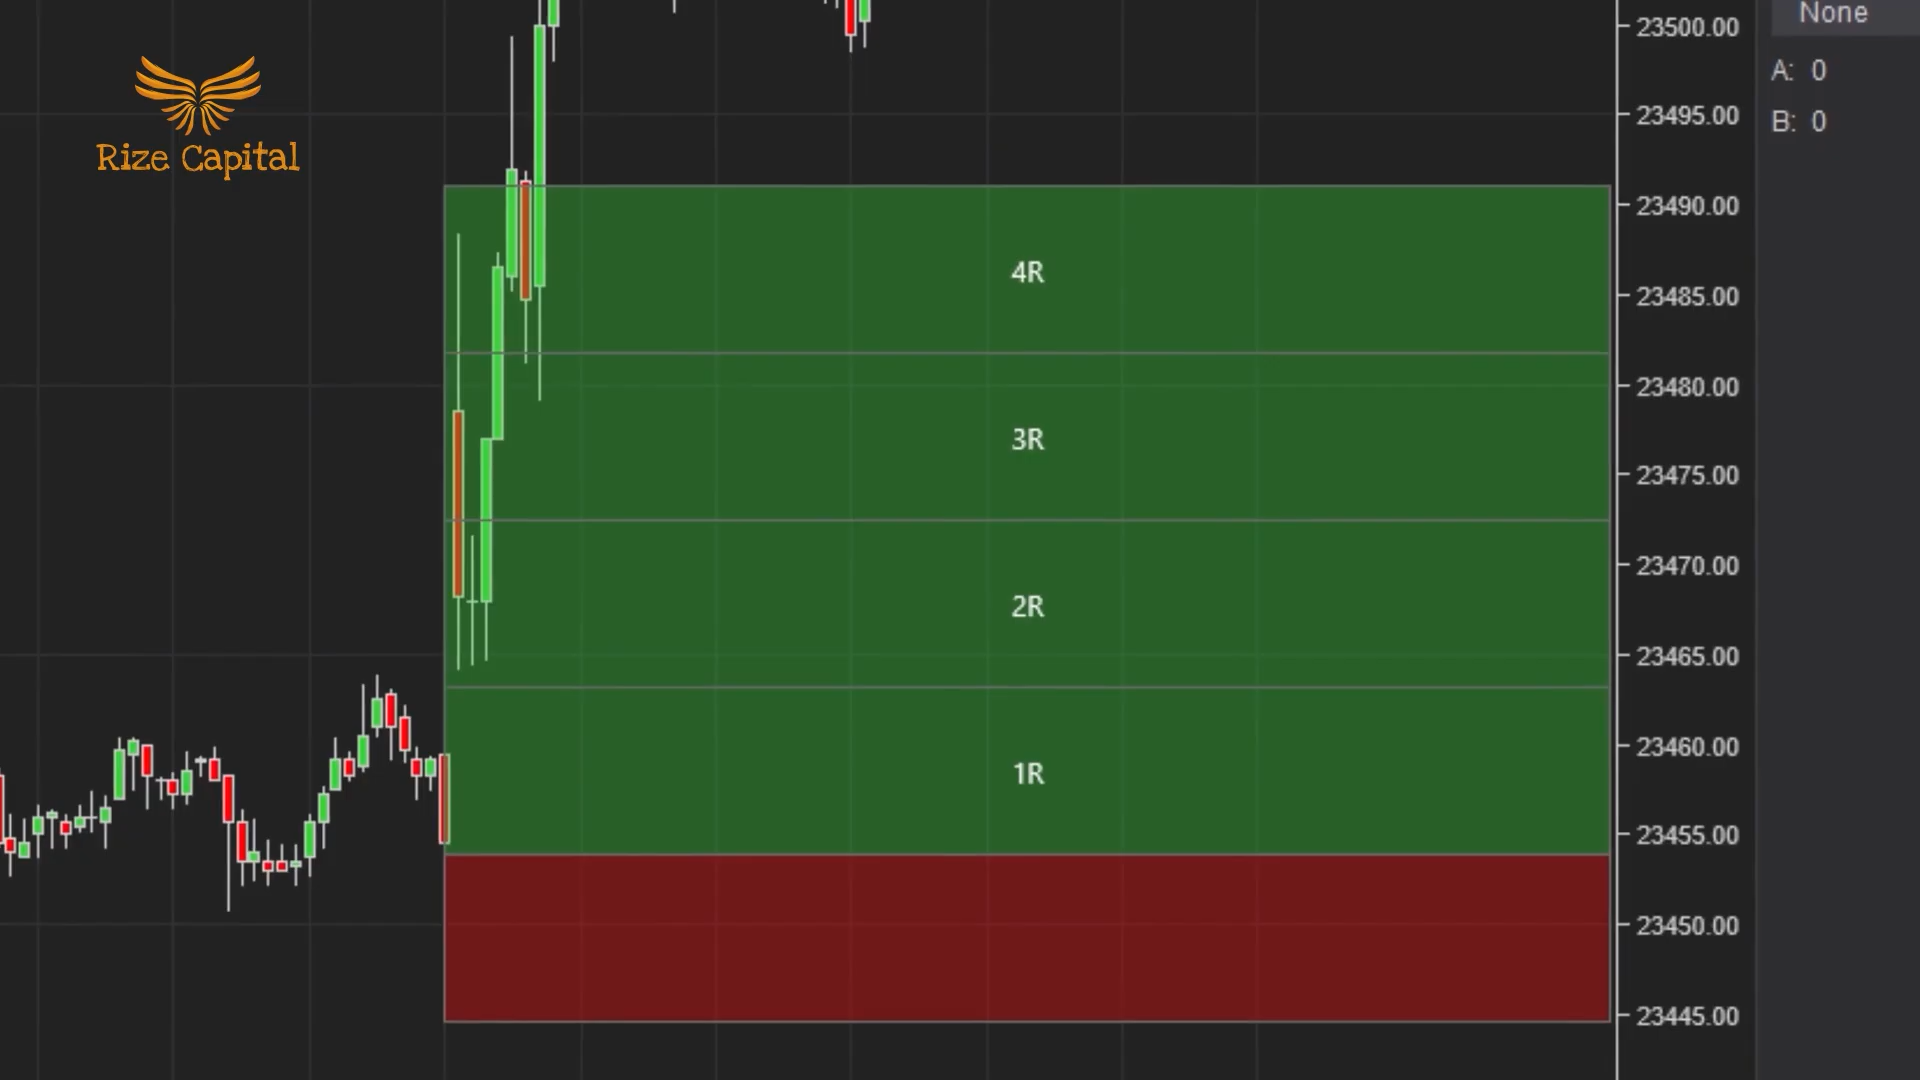 Rize Capital
4R
3R
2R
1R
23500.00
23495.00
23490.00
23485.00
23480.00
23475.00
23470.00
23465.00
23460.00
23455.00
23450.00
23445.00
None
A: 0
B: 0